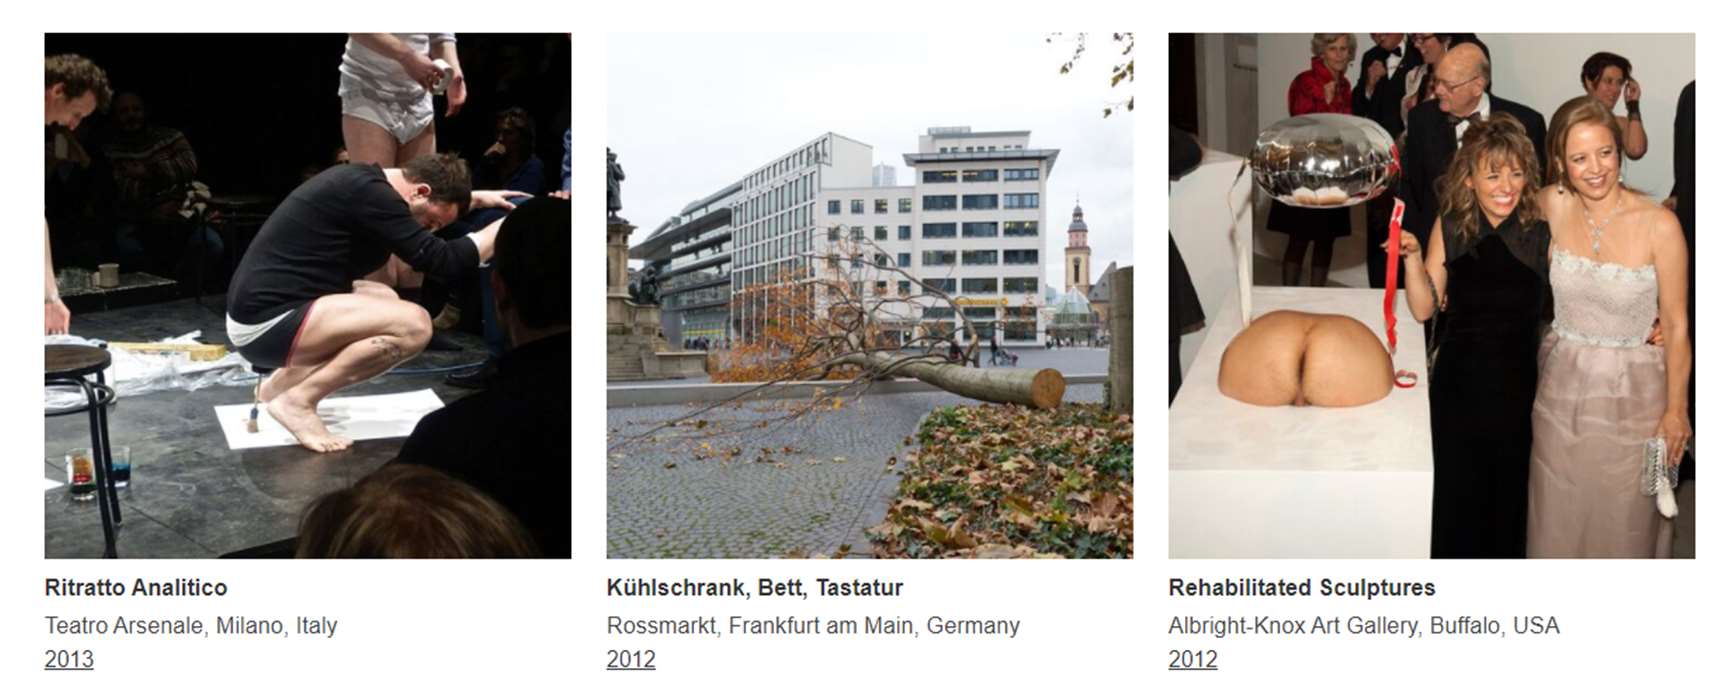 Ritratto Analitico
Teatro Arsenale, Milano, Italy
2013
Kühlschrank, Bett, Tastatur
Rossmarkt, Frankfurt am Main, Germany
2012
Rehabilitated Sculptures
Albright-Knox Art Gallery, Buffalo, USA
2012